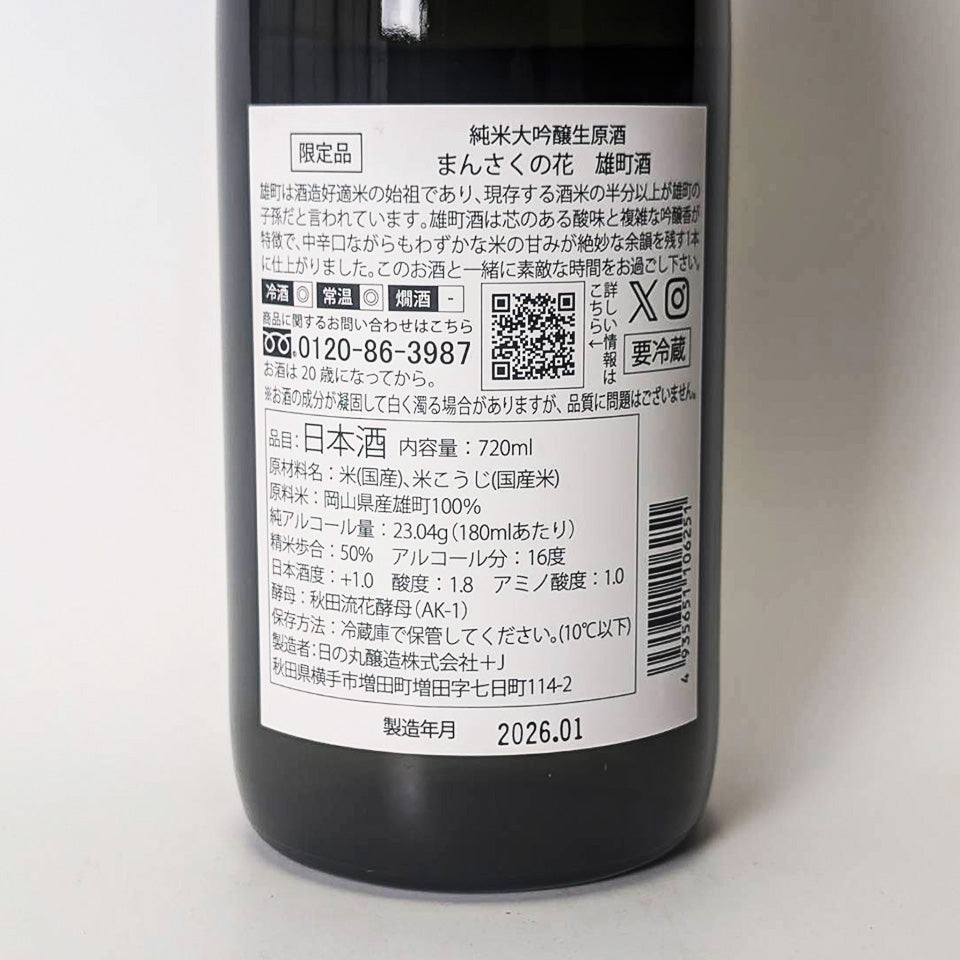 限定品
純米大吟醸生原酒
まんさくの花 雄町酒
雄町は酒造好適米の始祖であり、現存する酒米の半分以上が雄町の
子孫だと言われています。雄町酒は芯のある酸味と複雑な吟醸香が
特徴で、中辛口ながらもわずかな米の甘みが絶妙な余韻を残す1本
に仕上がりました。このお酒と一緒に素敵な時間をお過ごし下さい。
冷酒 ◎ 常温 ◎ 燗酒 -
商品に関するお問い合わせはこちら
0120-86-3987
お酒は20歳になってから。
詳しい情報は
こちら↓
要冷蔵
※お酒の成分が凝固して白く濁る場合がありますが、品質に問題はございません。
品目：日本酒 内容量：720ml
原材料名：米(国産)、米こうじ(国産米)
原料米：岡山県産雄町100%
純アルコール量：23.04g(180mlあたり)
精米歩合：50% アルコール分：16度
日本酒度：+1.0 酸度：1.8 アミノ酸度：1.0
酵母：秋田流花酵母(AK-1)
保存方法：冷蔵庫で保管してください。(10℃以下)
製造者：日の丸醸造株式会社+J
秋田県横手市増田町増田字七日町114-2
4 935651 106251
製造年月 2026.01